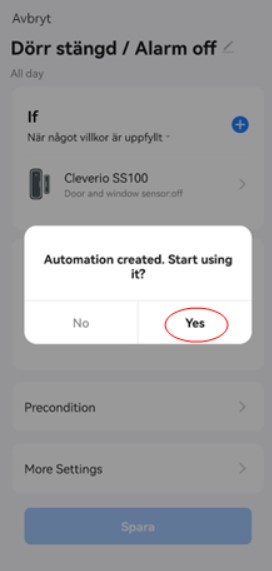 Avbryt
Dörr stängd / Alarm off
All day
If
När något villkor är uppfyllt
Cleverio SS100
Door and window sensor:off
Automation created. Start using
it?
No
Yes
Precondition
More Settings
Spara